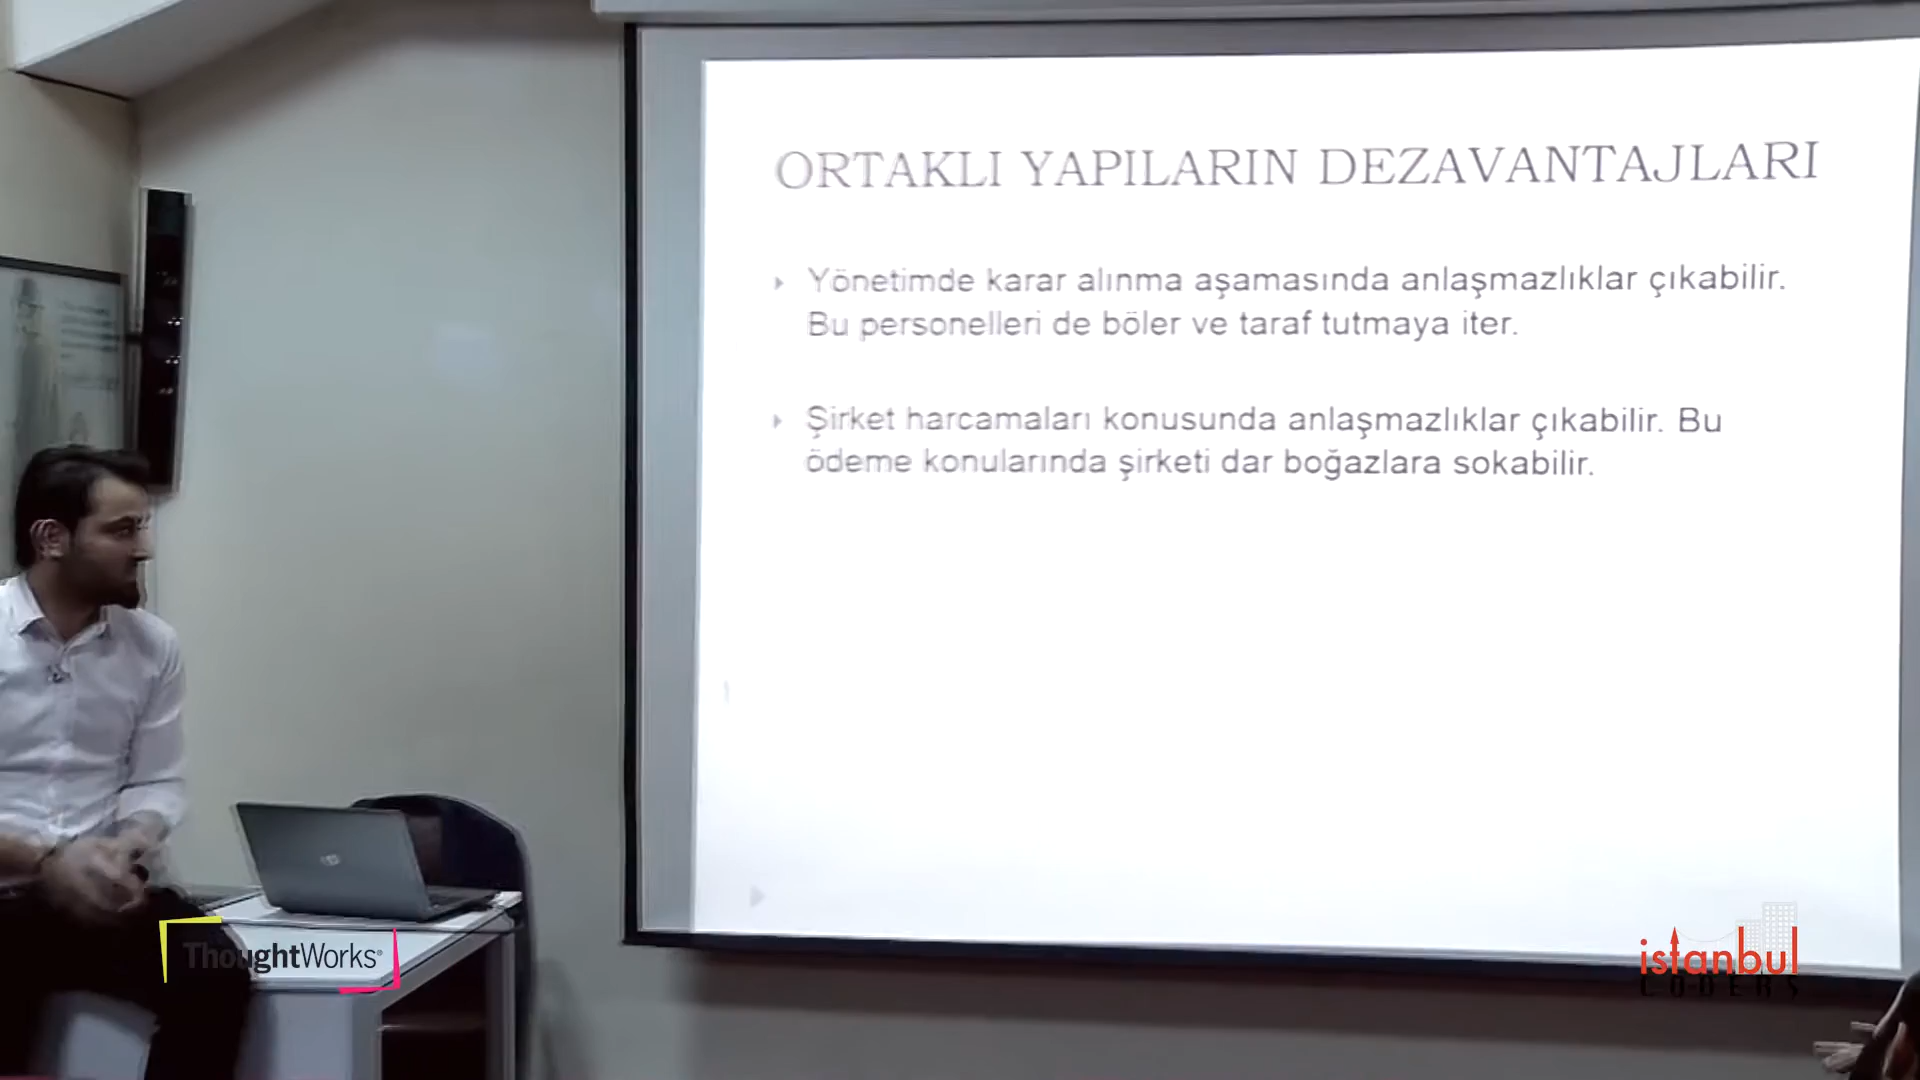 ORTAKLI YAPILARIN DEZAVANTAJLARI
Yönetimde karar alınma aşamasında anlaşmazlıklar çıkabilir.
Bu personelleri de böler ve taraf tutmaya iter.
Şirket harcamaları konusunda anlaşmazlıklar çıkabilir. Bu
ödeme konularında şirketi dar boğazlara sokabilir.
ThoughtWorks®
istanbul
CODERS